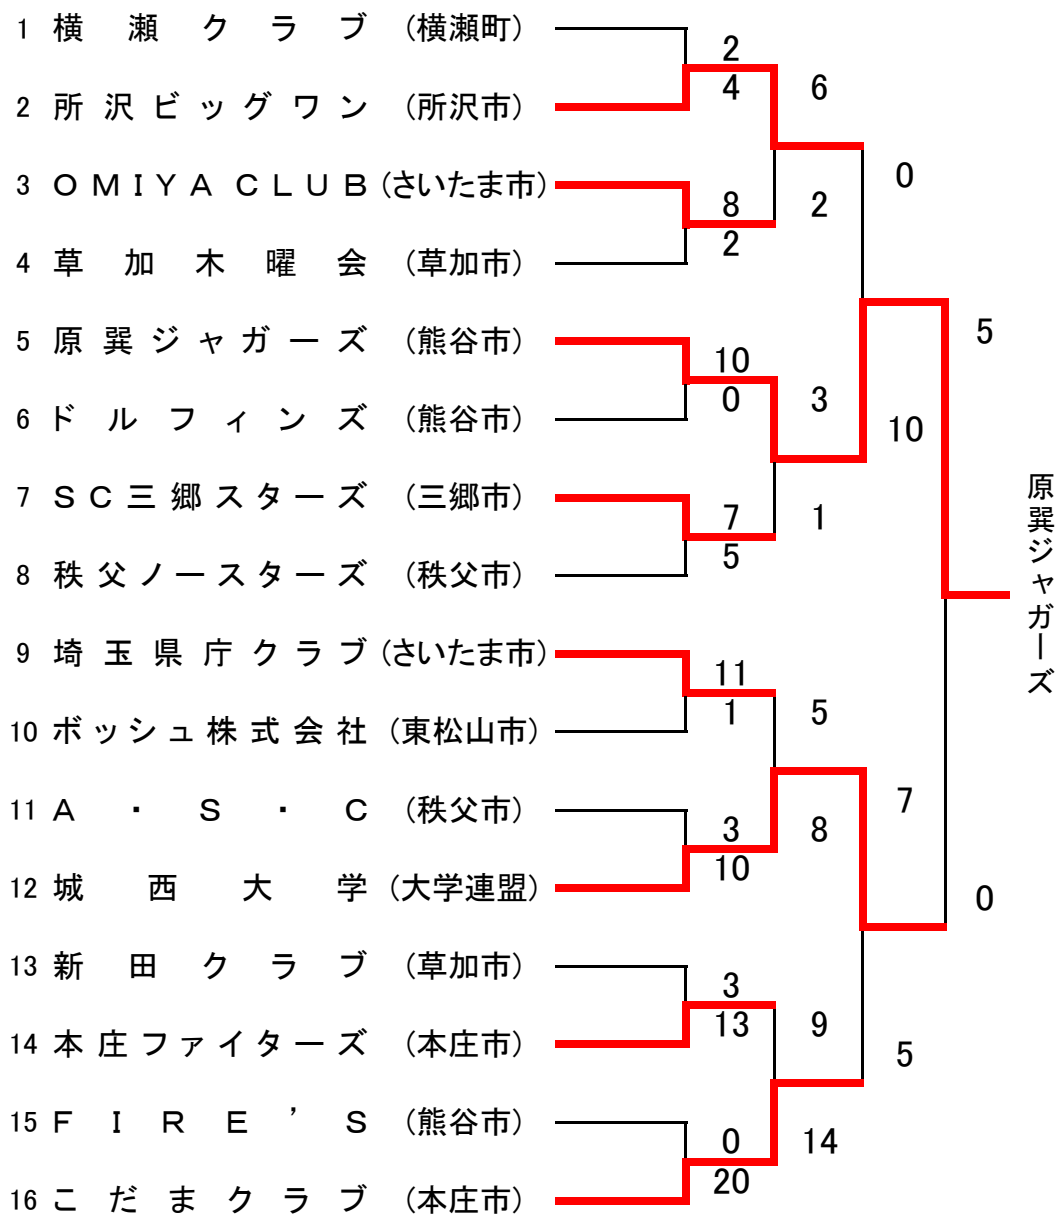 1 横瀬クラブ (横瀬町)
2 所沢ビッグワン (所沢市)
3 ＯＭＩＹＡ ＣＬＵＢ (さいたま市)
4 草加木曜会 (草加市)
5 原巽ジャガーズ (熊谷市)
6 ドルフィンズ (熊谷市)
7 ＳＣ三郷スターズ (三郷市)
8 秩父ノースターズ (秩父市)
9 埼玉県庁クラブ (さいたま市)
10 ボッシュ株式会社 (東松山市)
11 Ａ・Ｓ・Ｃ (秩父市)
12 城西大学 (大学連盟)
13 新田クラブ (草加市)
14 本庄ファイターズ (本庄市)
15 ＦＩＲＥ’Ｓ (熊谷市)
16 こだまクラブ (本庄市)
2
4
8
2
10
0
7
5
11
1
3
10
3
13
0
20
6
2
3
1
5
8
9
14
0
10
7
5
5
0
原巽ジャガーズ